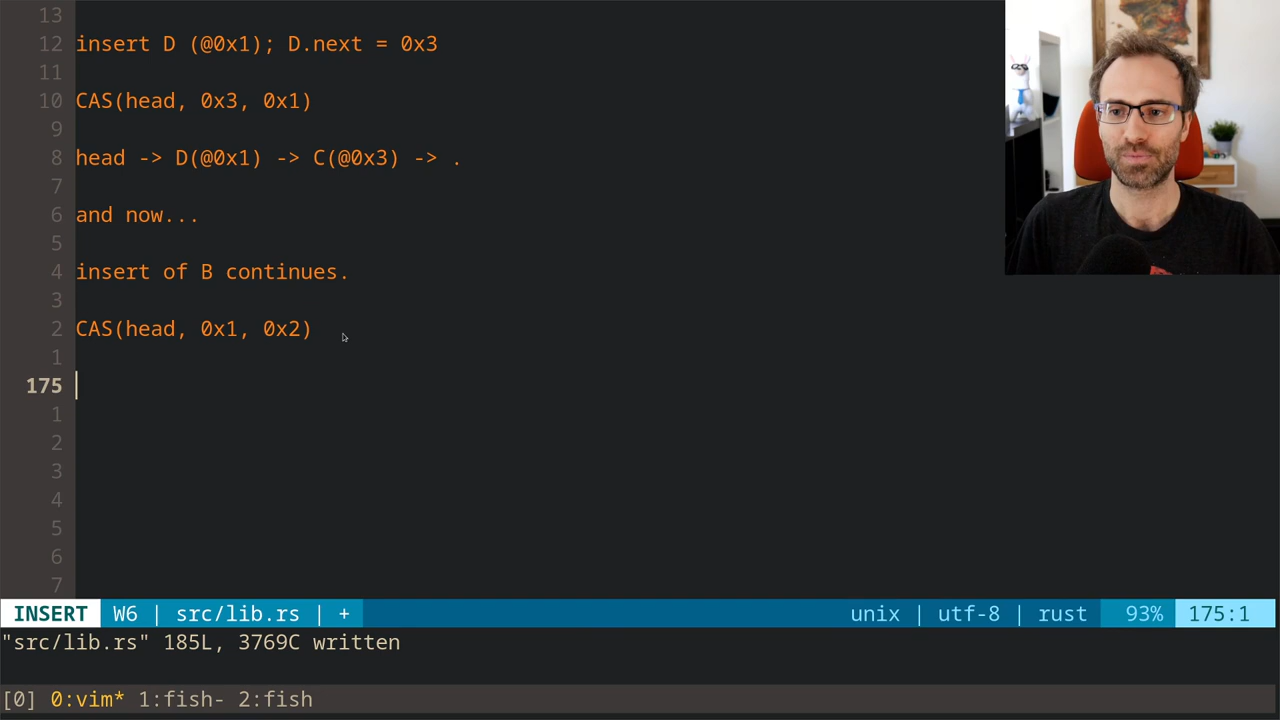 13
12 insert D (@0x1); D.next = 0x3
11
10 CAS(head, 0x3, 0x1)
9
8 head -> D(@0x1) -> C(@0x3) -> .
7
6 and now...
5
4 insert of B continues.
3
2 CAS(head, 0x1, 0x2)
1
175
1
2
3
4
5
6
7
INSERT W6 | src/lib.rs | + unix | utf-8 | rust 93% 175:1
"src/lib.rs" 185L, 3769C written
[0] 0:vim* 1:fish- 2:fish